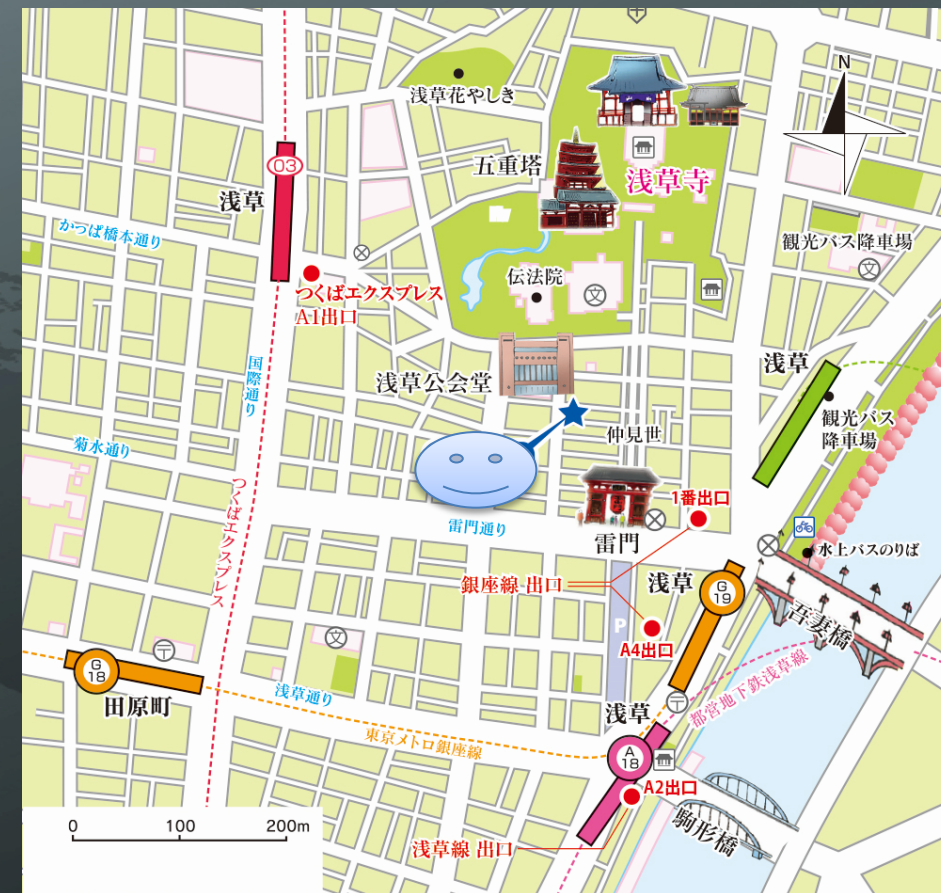 N
浅草花やしき
03
五重塔
浅草寺
浅草
かっぱ橋本通り
観光バス降車場
文
つくばエクスプレス
A1出口
伝法院
文
国際通り
浅草公会堂
浅草
観光バス
降車場
仲見世
菊水通り
つくばエクスプレス
雷門通り
1番出口
雷門
水上バスのりば
銀座線 出口
浅草
G
19
吾妻橋
P
A4出口
文
G
18
田原町
浅草通り
都営地下鉄浅草線
東京メトロ銀座線
浅草
A
18
A2出口
駒形橋
浅草線 出口
0 100 200m